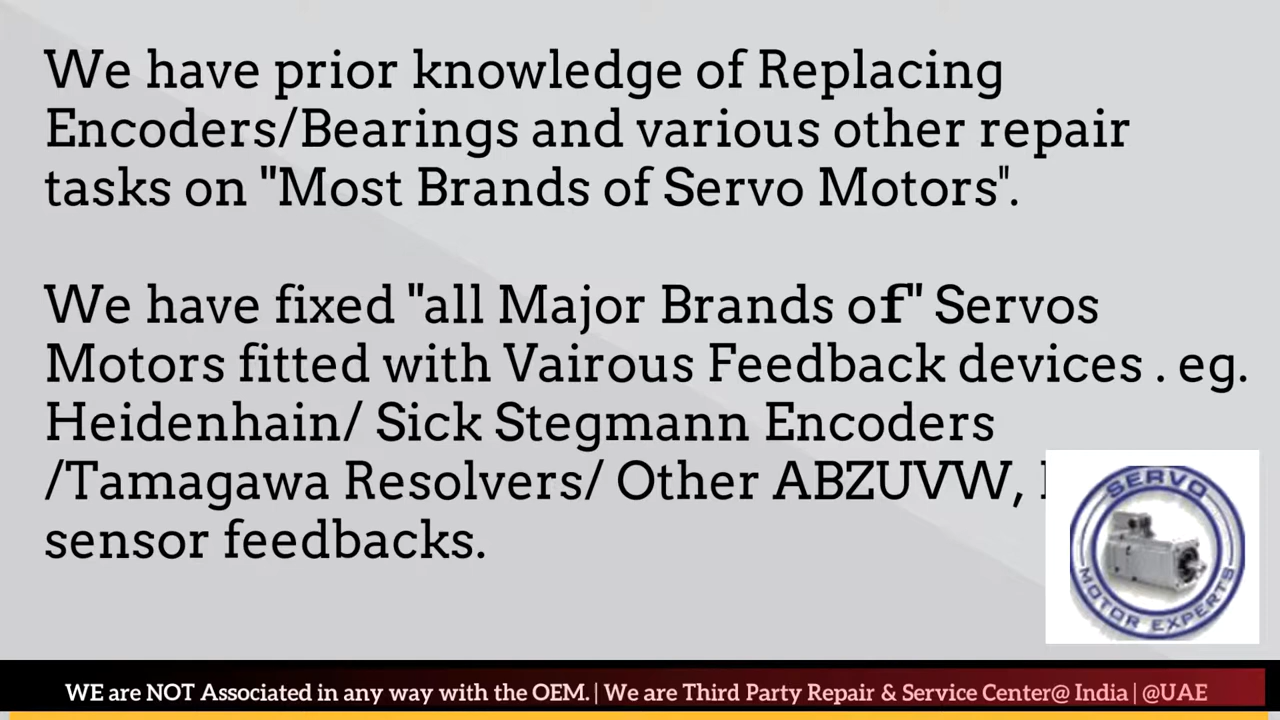 We have prior knowledge of Replacing
Encoders/Bearings and various other repair
tasks on "Most Brands of Servo Motors".
We have fixed "all Major Brands of" Servos
Motors fitted with Vairous Feedback devices . eg.
Heidenhain/ Sick Stegmann Encoders
/Tamagawa Resolvers/ Other ABZUVW,
sensor feedbacks.
SERVO
MOTOR EXPERTS
WE are NOT Associated in any way with the OEM. | We are Third Party Repair & Service Center@ India | @UAE